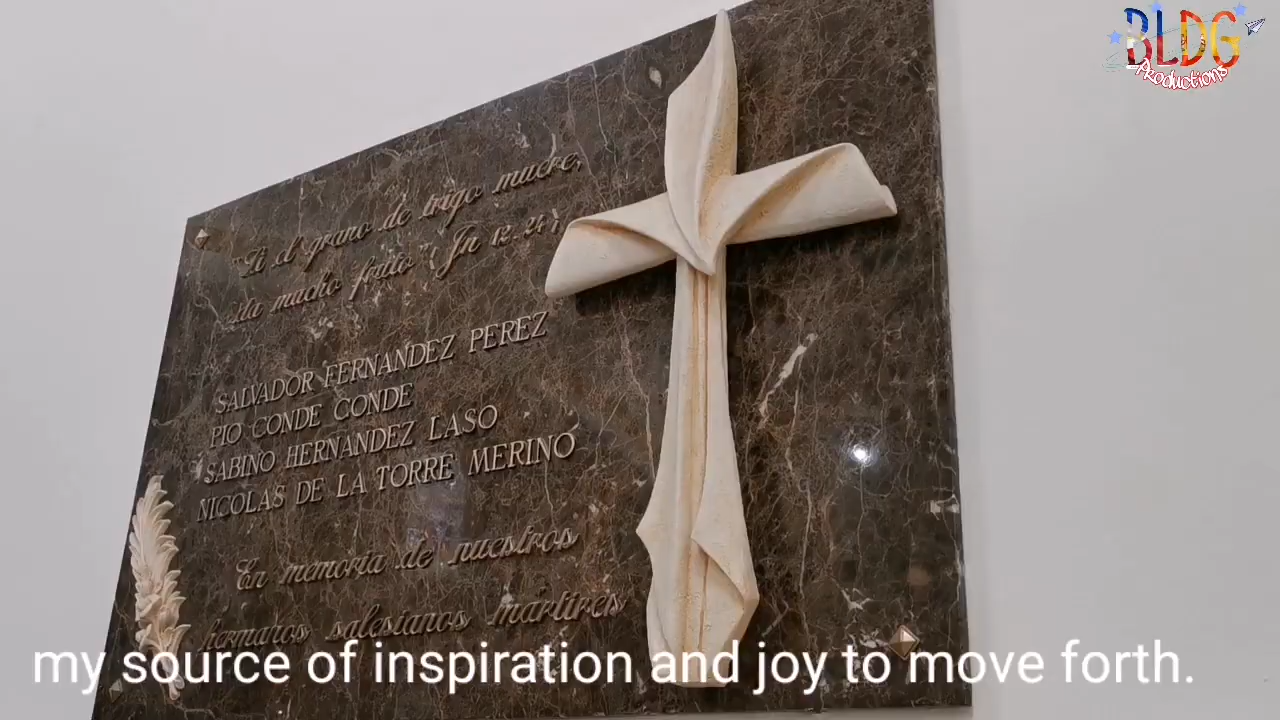 BLDG
Productions
"Si el grano de trigo muere,
da mucho fruto" (Jn 12,24)
SALVADOR FERNANDEZ PEREZ
PIO CONDE CONDE
SABINO HERNANDEZ LASO
NICOLAS DE LA TORRE MERINO
En memoria de nuestros
hermanos salesianos mártires
my source of inspiration and joy to move forth.